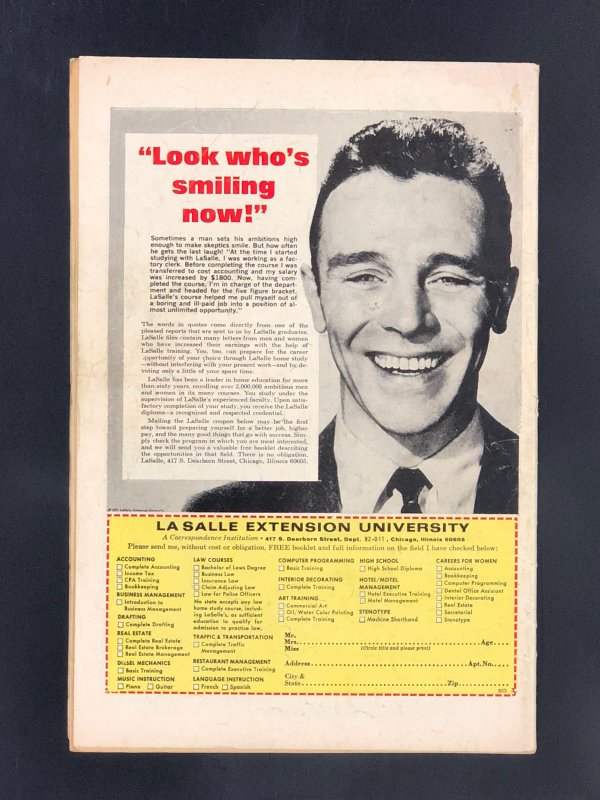 “Look who’s
smiling
now!”
Sometimes a man sets his ambitions high
enough to make skeptics smile. But how often
he gets the last laugh! “At the time I started
studying with LaSalle, I was working as a fac-
tory clerk. Before completing the course I was
transferred to cost accounting and my salary
was increased by $1800. Now, having com-
pleted the course, I’m in charge of the depart-
ment and headed for the five figure bracket.
LaSalle’s course helped me pull myself out of
a boring and ill-paid job into a position of al-
most unlimited opportunity.”
The words in quotes come directly from one of the
pleased reports that are sent to us by LaSalle graduates.
LaSalle files contain many letters from men and women
who have increased their earnings with the help of
LaSalle training. You, too, can prepare for the career
opportunity of your choice through LaSalle home study
—without interfering with your present work—and by de-
voting only a little of your spare time.
LaSalle has been a leader in home education for more
than sixty years, enrolling over 2,000,000 ambitious men
and women in its many courses. You study under the
supervision of LaSalle’s experienced faculty. Upon satis-
factory completion of your study, you receive the LaSalle
diploma—a recognized and respected credential.
Mailing the LaSalle coupon below may be the first
step toward preparing yourself for a better job, higher
pay, and the many good things that go with success. Sim-
ply check the program in which you are most interested,
and we will send you a valuable free booklet describing
the opportunities in that field. There is no obligation.
LaSalle, 417 S. Dearborn Street, Chicago, Illinois 60605.
LA SALLE EXTENSION UNIVERSITY
A Correspondence Institution • 417 S. Dearborn Street, Dept. 82-011, Chicago, Illinois 60605
Please send me, without cost or obligation, FREE booklet and full information on the field I have checked below:
ACCOUNTING
Complete Accounting
Income Tax
CPA Training
Bookkeeping
BUSINESS MANAGEMENT
Introduction to
Business Management
DRAFTING
Complete Drafting
REAL ESTATE
Complete Real Estate
Real Estate Brokerage
Real Estate Management
DIESEL MECHANICS
Basic Training
MUSIC INSTRUCTION
Piano Guitar
LAW COURSES
Bachelor of Laws Degree
Business Law
Insurance Law
Claim Adjusting Law
Law for Police Officers
No state accepts any law
home study course, includ-
ing LaSalle’s, as sufficient
education to qualify for
admission to practice law.
TRAFFIC & TRANSPORTATION
Complete Traffic
Management
RESTAURANT MANAGEMENT
Complete Executive Training
LANGUAGE INSTRUCTION
French Spanish
COMPUTER PROGRAMMING
Basic Training
INTERIOR DECORATING
Complete Training
ART TRAINING
Commercial Art
Oil, Water Color Painting
Complete Training
HIGH SCHOOL
High School Diploma
HOTEL/MOTEL
MANAGEMENT
Hotel Executive Training
Motel Management
STENOTYPE
Machine Shorthand
CAREERS FOR WOMEN
Accounting
Bookkeeping
Computer Programming
Dental Office Assistant
Interior Decorating
Real Estate
Secretarial
Stenotype
Mr.
Mrs. Age
Miss (Circle title and please print)
Address Apt. No.
City &
State Zip